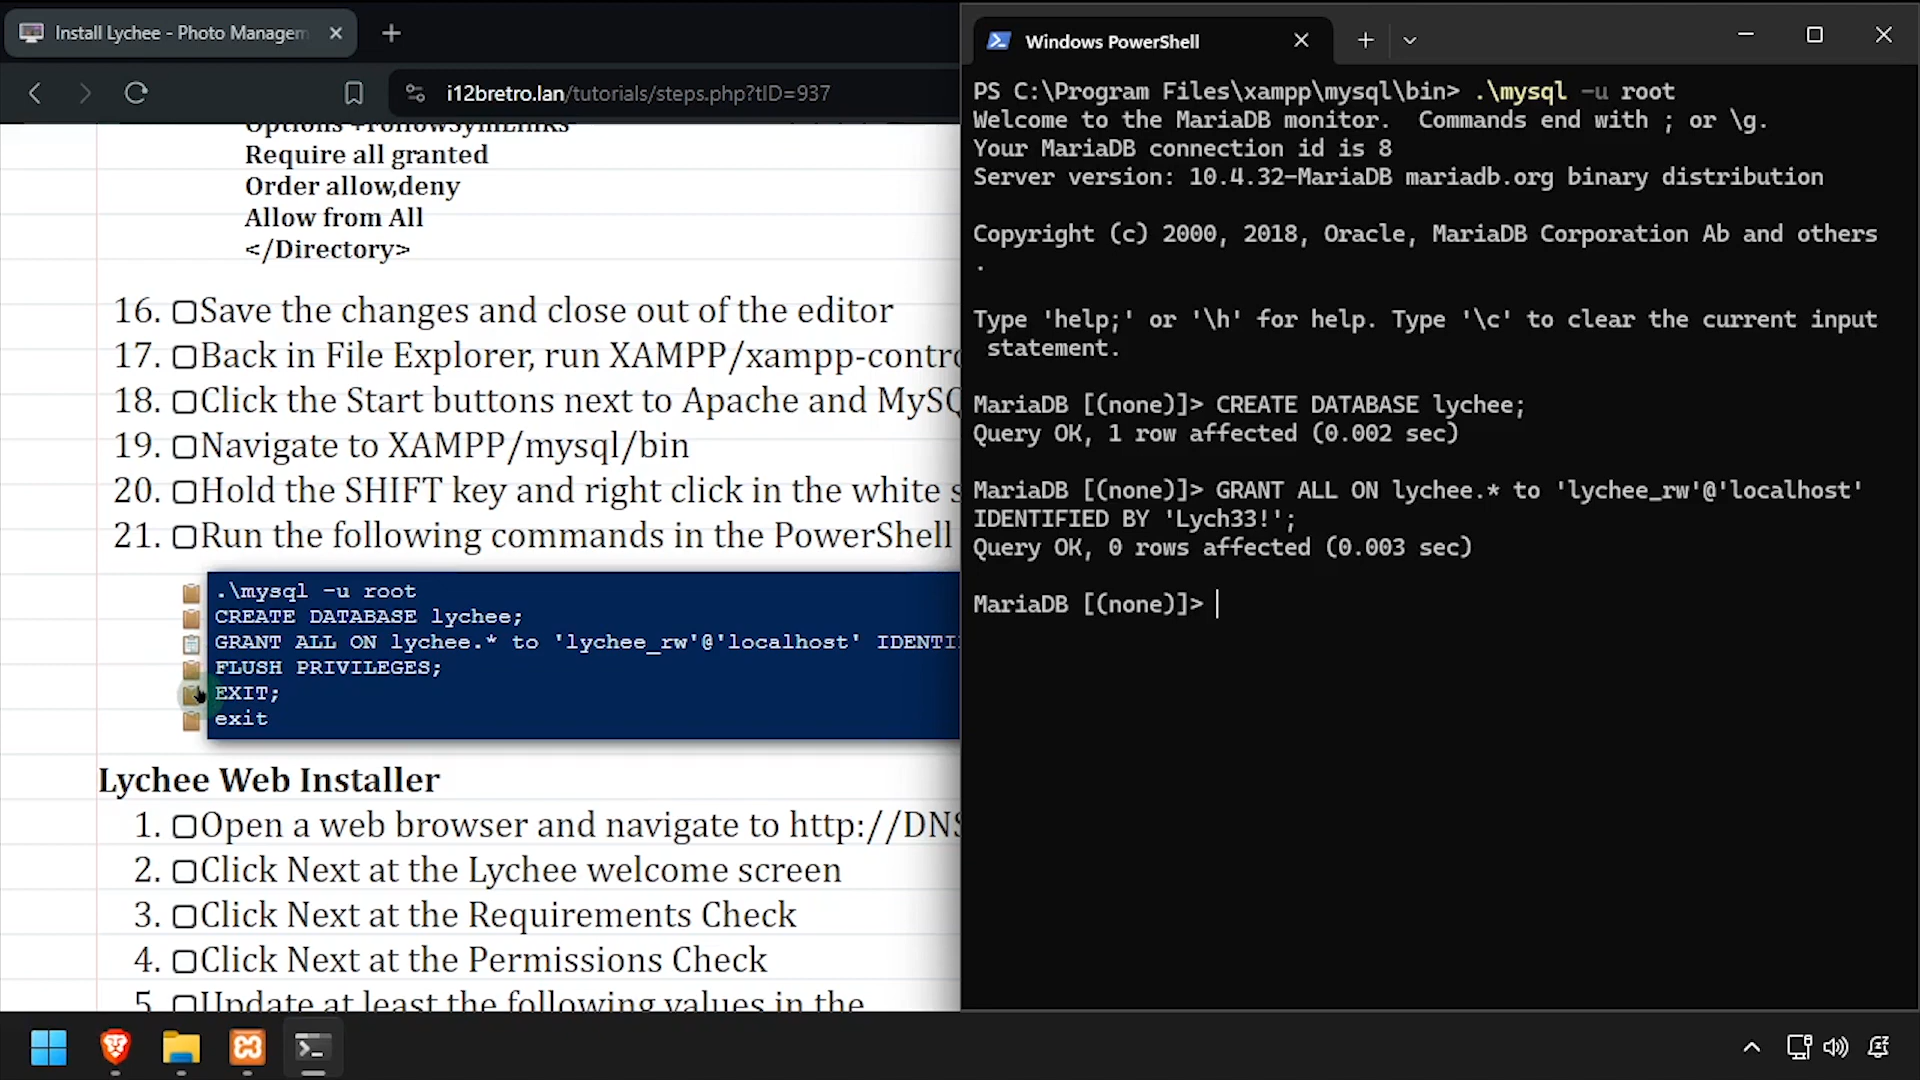 Install Lychee - Photo Managem
i12bretro.lan/tutorials/steps.php?tID=937
Options +FollowSymLinks
Require all granted
Order allow,deny
Allow from All
</Directory>
16. Save the changes and close out of the editor
17. Back in File Explorer, run XAMPP/xampp-contro
18. Click the Start buttons next to Apache and MySQ
19. Navigate to XAMPP/mysql/bin
20. Hold the SHIFT key and right click in the white s
21. Run the following commands in the PowerShell
.\mysql -u root
CREATE DATABASE lychee;
GRANT ALL ON lychee.* to 'lychee_rw'@'localhost' IDENTI
FLUSH PRIVILEGES;
EXIT;
exit
Lychee Web Installer
1. Open a web browser and navigate to http://DNS
2. Click Next at the Lychee welcome screen
3. Click Next at the Requirements Check
4. Click Next at the Permissions Check
5. Update at least the following values in the
Windows PowerShell
PS C:\Program Files\xampp\mysql\bin> .\mysql -u root
Welcome to the MariaDB monitor.  Commands end with ; or \g.
Your MariaDB connection id is 8
Server version: 10.4.32-MariaDB mariadb.org binary distribution
Copyright (c) 2000, 2018, Oracle, MariaDB Corporation Ab and others
.
Type 'help;' or '\h' for help. Type '\c' to clear the current input
 statement.
MariaDB [(none)]> CREATE DATABASE lychee;
Query OK, 1 row affected (0.002 sec)
MariaDB [(none)]> GRANT ALL ON lychee.* to 'lychee_rw'@'localhost'
IDENTIFIED BY 'Lych33!';
Query OK, 0 rows affected (0.003 sec)
MariaDB [(none)]>